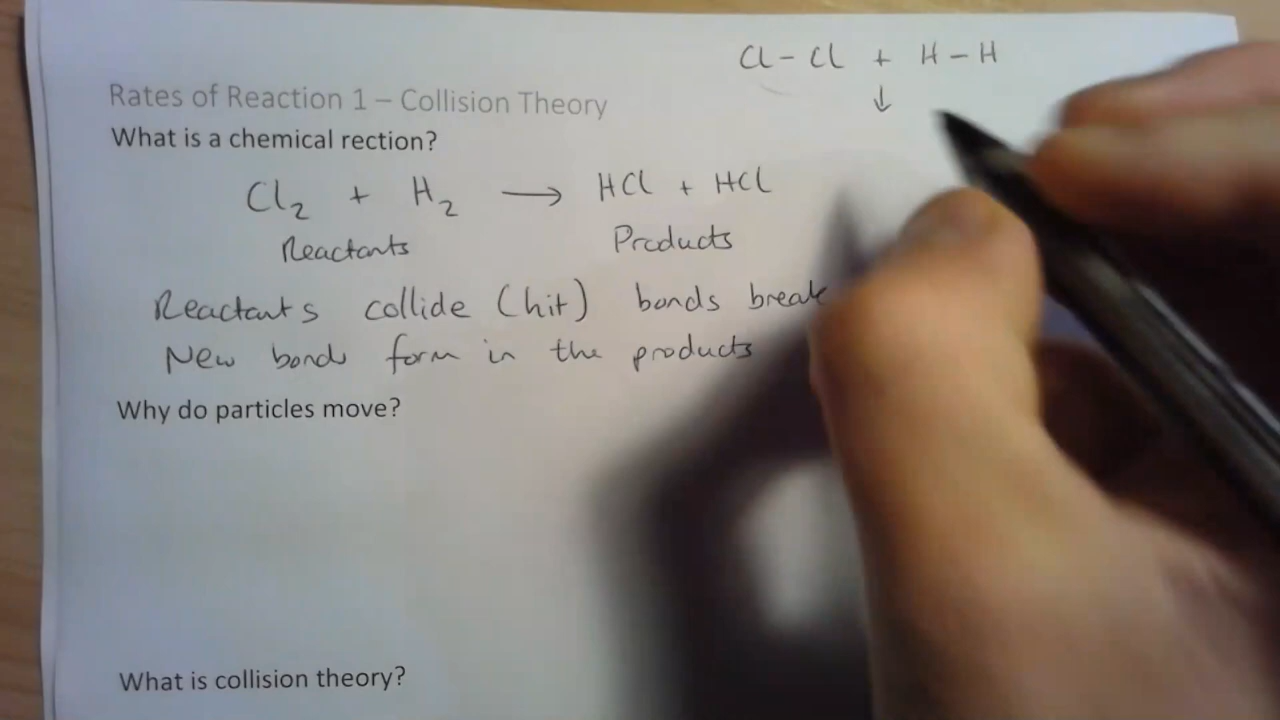 Cl – Cl + H – H
↓
Rates of Reaction 1 – Collision Theory
What is a chemical rection?
Cl₂ + H₂ → HCl + HCl
Reactants Products
Reactants collide (hit) bonds break
New bonds form in the products
Why do particles move?
What is collision theory?